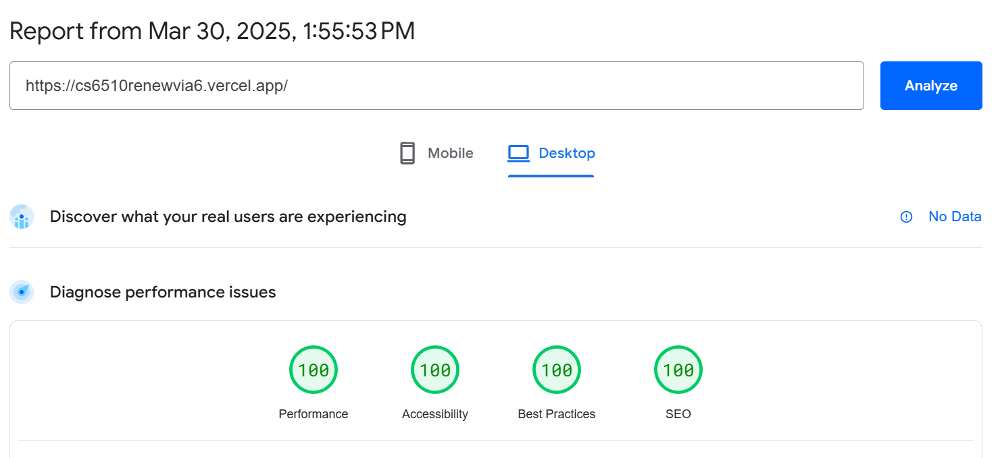 Report from Mar 30, 2025, 1:55:53 PM
https://cs6510renewvia6.vercel.app/
Analyze
Mobile
Desktop
Discover what your real users are experiencing
No Data
Diagnose performance issues
100
100
100
100
Performance
Accessibility
Best Practices
SEO